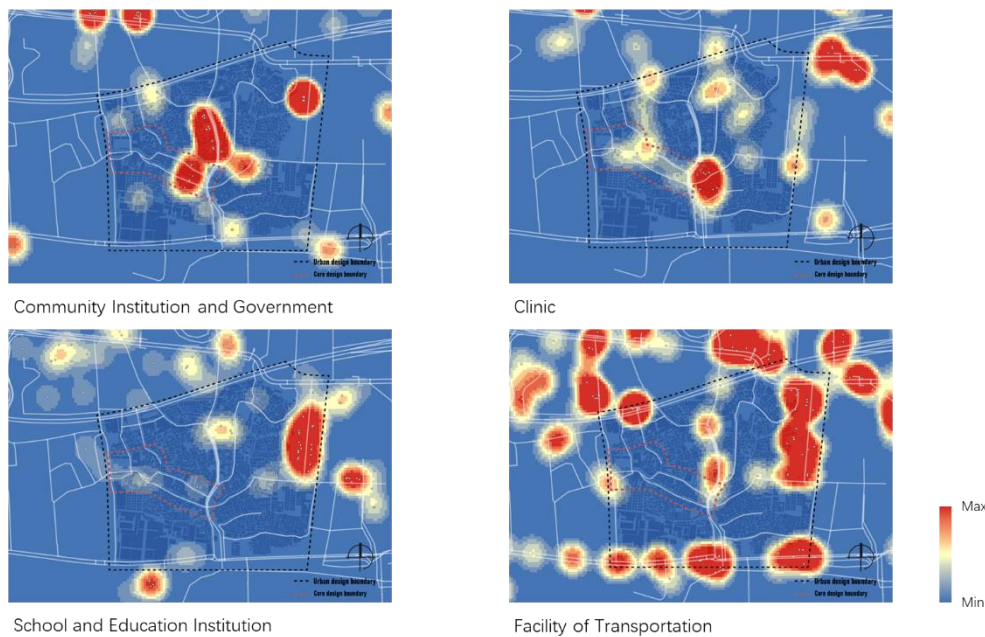 Urban design boundary
Core design boundary
Urban design boundary
Core design boundary
Community Institution and Government
Clinic
Urban design boundary
Core design boundary
Urban design boundary
Core design boundary
Max
Min
School and Education Institution
Facility of Transportation